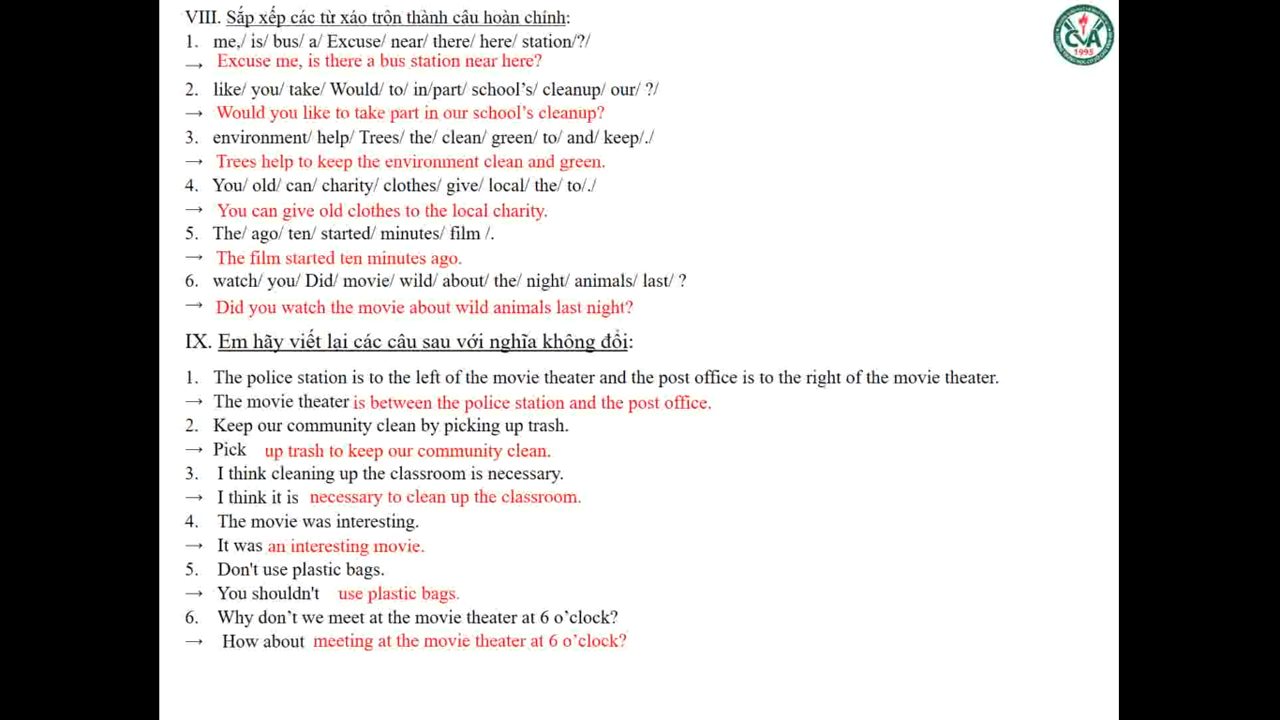 VIII. Sắp xếp các từ xáo trộn thành câu hoàn chỉnh:
1. me,/ is/ bus/ a/ Excuse/ near/ there/ here/ station/?/
→ Excuse me, is there a bus station near here?
2. like/ you/ take/ Would/ to/ in/part/ school's/ cleanup/ our/ ?/
→ Would you like to take part in our school's cleanup?
3. environment/ help/ Trees/ the/ clean/ green/ to/ and/ keep/./
→ Trees help to keep the environment clean and green.
4. You/ old/ can/ charity/ clothes/ give/ local/ the/ to/./
→ You can give old clothes to the local charity.
5. The/ ago/ ten/ started/ minutes/ film /.
→ The film started ten minutes ago.
6. watch/ you/ Did/ movie/ wild/ about/ the/ night/ animals/ last/ ?
→ Did you watch the movie about wild animals last night?
IX. Em hãy viết lại các câu sau với nghĩa không đổi:
1. The police station is to the left of the movie theater and the post office is to the right of the movie theater.
→ The movie theater is between the police station and the post office.
2. Keep our community clean by picking up trash.
→ Pick up trash to keep our community clean.
3. I think cleaning up the classroom is necessary.
→ I think it is necessary to clean up the classroom.
4. The movie was interesting.
→ It was an interesting movie.
5. Don't use plastic bags.
→ You shouldn't use plastic bags.
6. Why don't we meet at the movie theater at 6 o'clock?
→ How about meeting at the movie theater at 6 o'clock?
CVA
1995